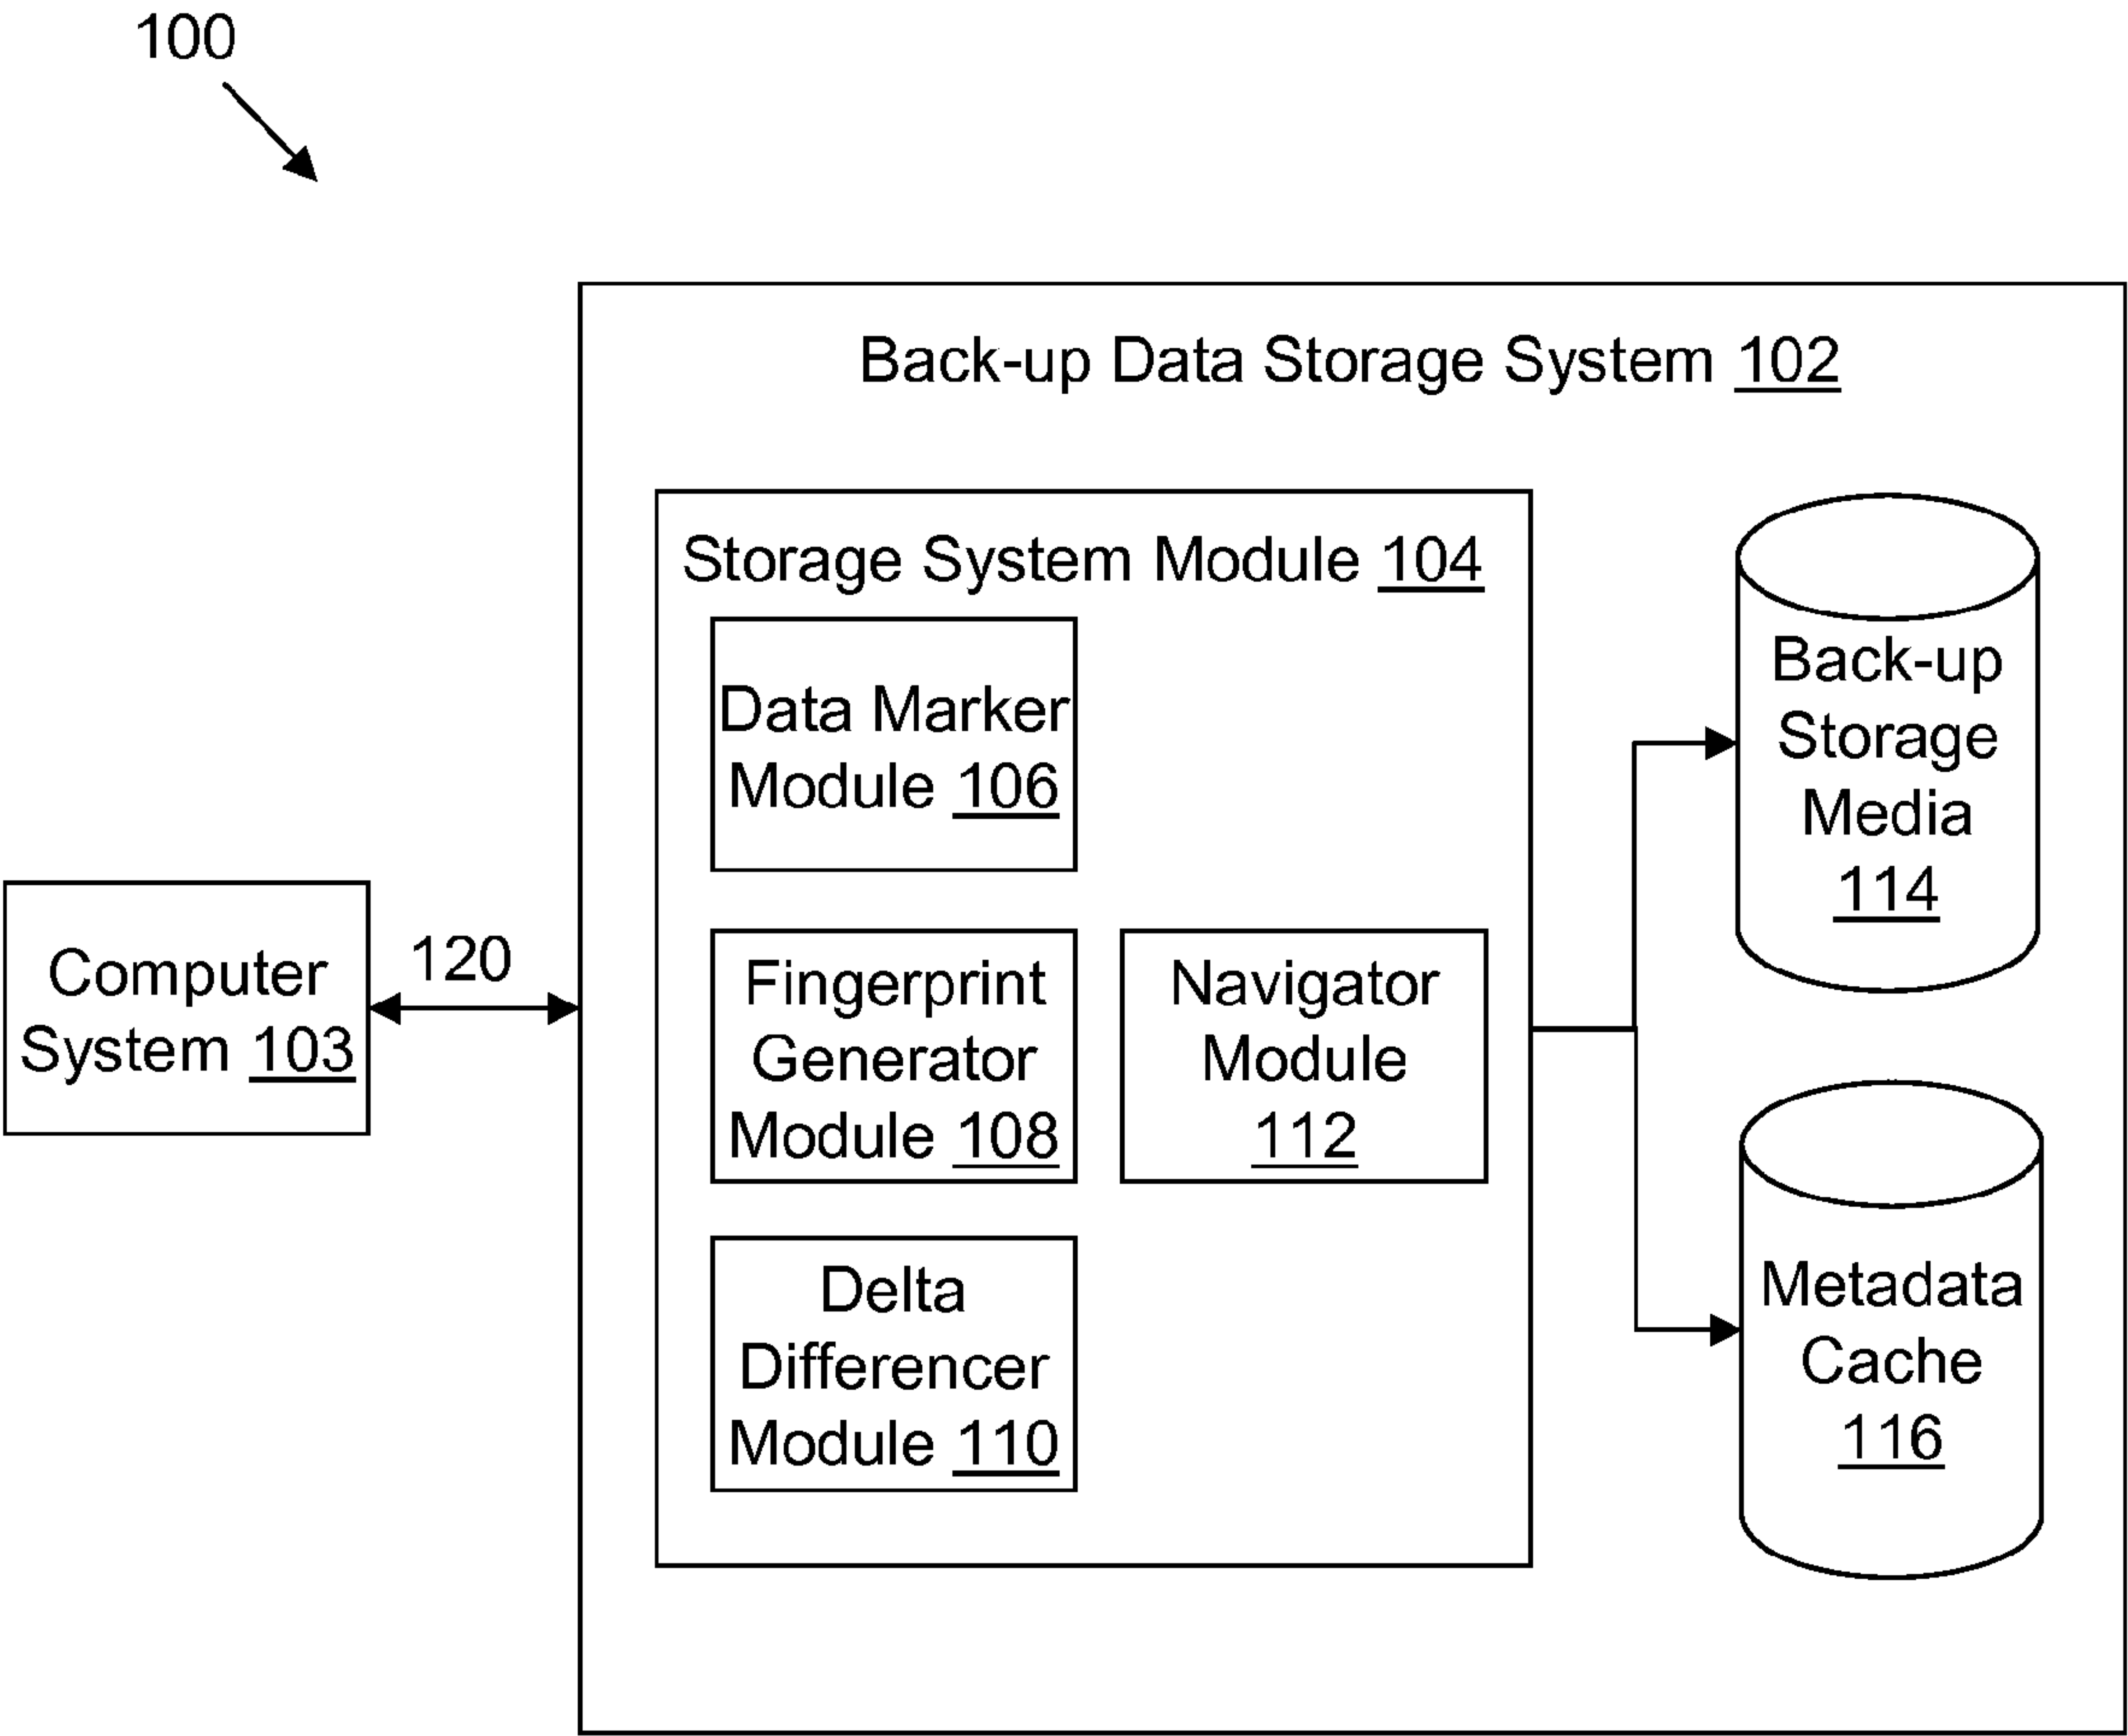 100
Back-up Data Storage System 102
Storage System Module 104
Data Marker
Module 106
Fingerprint
Generator
Module 108
Delta
Differencer
Module 110
Navigator
Module
112
Computer
System 103
120
Back-up
Storage
Media
114
Metadata
Cache
116